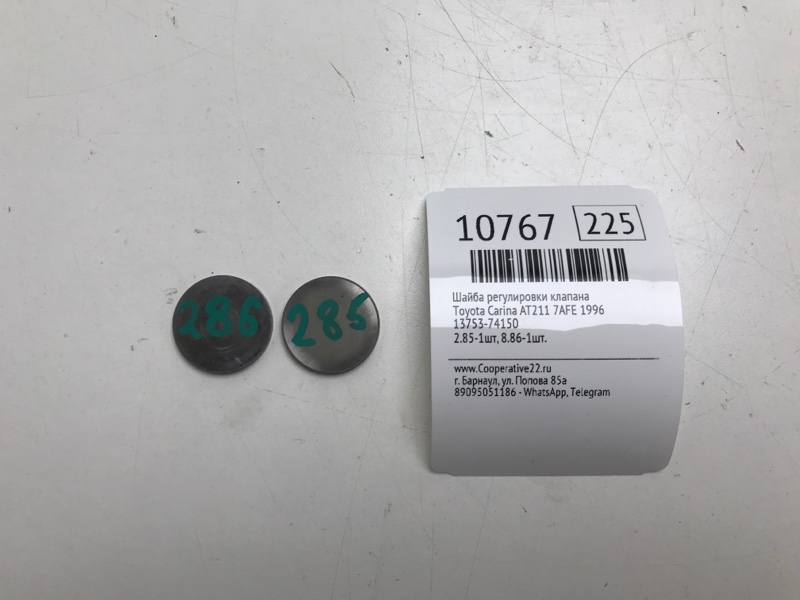 286
285
10767 225
Шайба регулировки клапана
Toyota Carina AT211 7AFE 1996
13753-74150
2.85-1шт, 8.86-1шт.
www.Cooperative22.ru
г. Барнаул, ул. Попова 85а
89095051186 - WhatsApp, Telegram